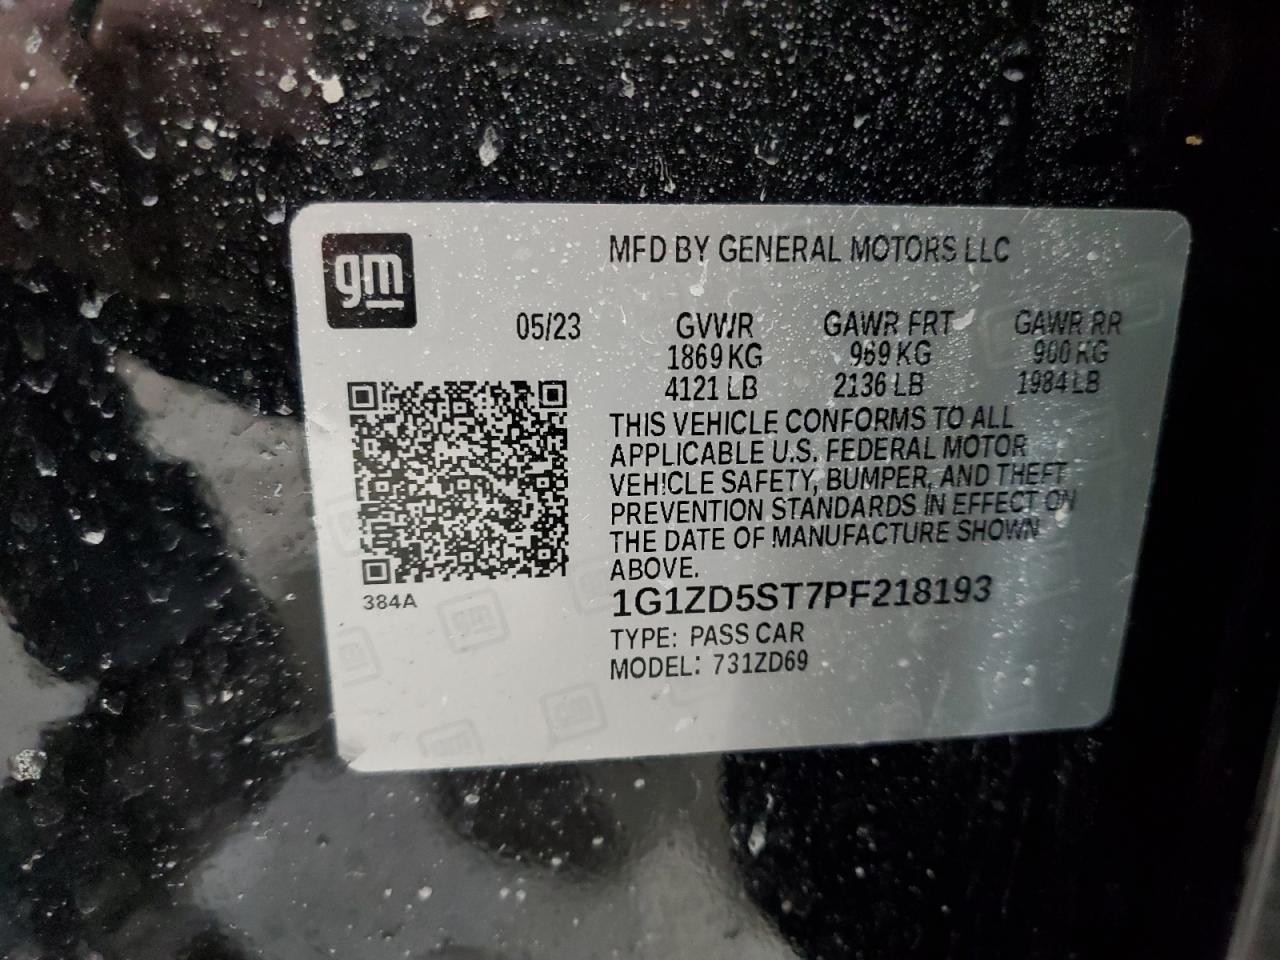 gm
MFD BY GENERAL MOTORS LLC
05/23 GVWR GAWR FRT GAWR RR
1869 KG 969 KG 900 KG
4121 LB 2136 LB 1984 LB
THIS VEHICLE CONFORMS TO ALL
APPLICABLE U.S. FEDERAL MOTOR
VEHICLE SAFETY, BUMPER, AND THEFT
PREVENTION STANDARDS IN EFFECT ON
THE DATE OF MANUFACTURE SHOWN
ABOVE.
384A
1G1ZD5ST7PF218193
TYPE: PASS CAR
MODEL: 731ZD69